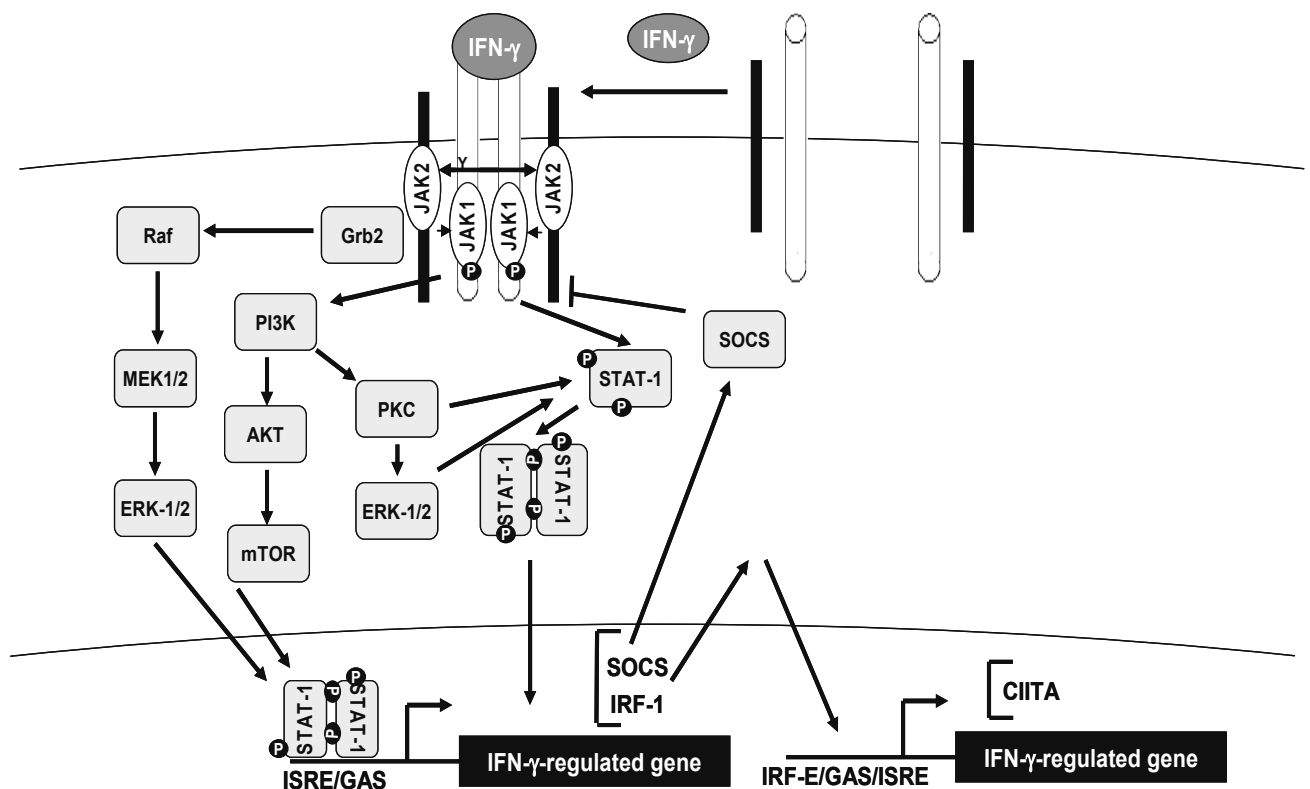 IFN-γ
IFN-γ
JAK2
Y
JAK2
JAK1
JAK1
P
P
Raf
Grb2
PI3K
SOCS
MEK1/2
P
STAT-1
P
PKC
AKT
STAT-1
P
P
P
STAT-1
P
ERK-1/2
ERK-1/2
mTOR
SOCS
IRF-1
CIITA
STAT-1
P
P
P
STAT-1
P
ISRE/GAS
IFN-γ-regulated gene
IRF-E/GAS/ISRE
IFN-γ-regulated gene